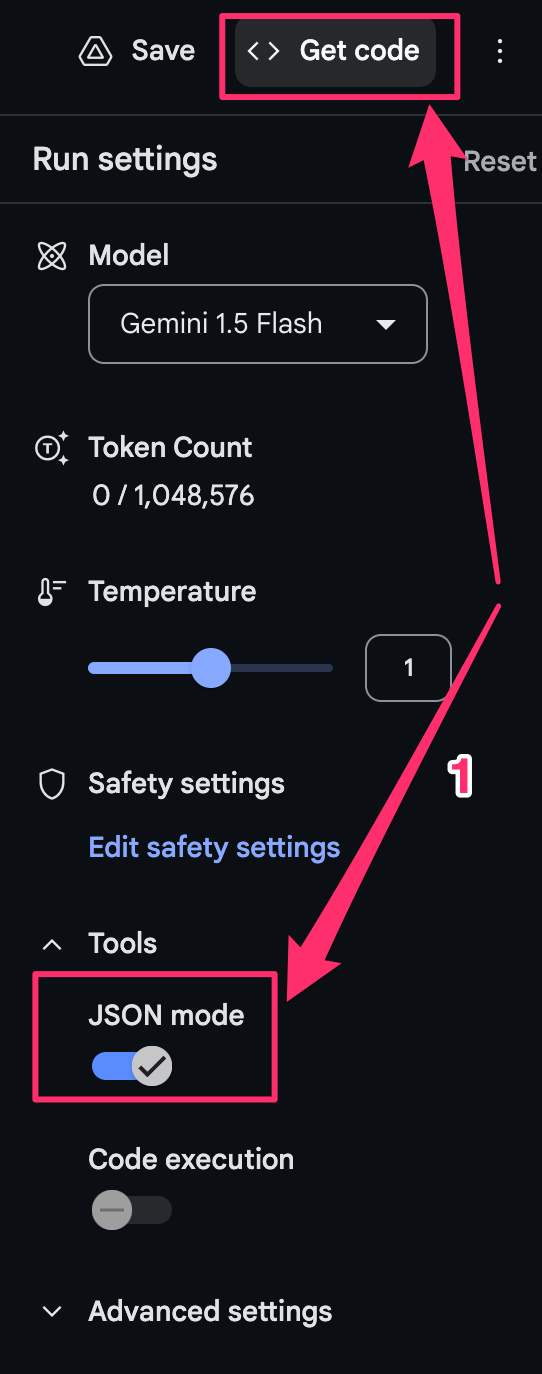 Save
<> Get code
Run settings
Reset
Model
Gemini 1.5 Flash
Token Count
0 / 1,048,576
Temperature
1
Safety settings
1
Edit safety settings
Tools
JSON mode
Code execution
Advanced settings